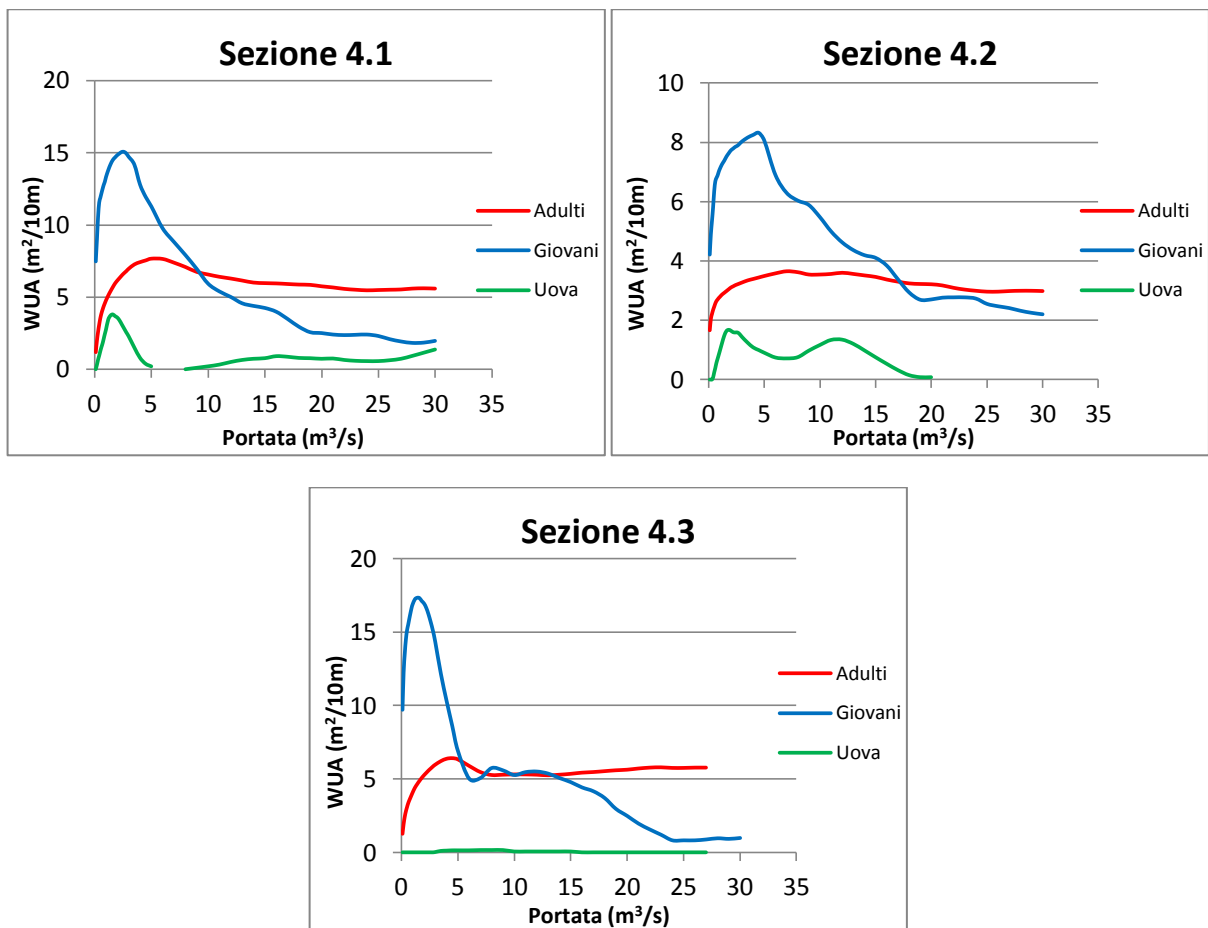 Sezione 4.1
WUA (m²/10m)
20
15
10
5
0
0 5 10 15 20 25 30 35
Portata (m³/s)
Adulti
Giovani
Uova
Sezione 4.2
WUA (m²/10m)
10
8
6
4
2
0
0 5 10 15 20 25 30 35
Portata (m³/s)
Adulti
Giovani
Uova
Sezione 4.3
WUA (m²/10m)
20
15
10
5
0
0 5 10 15 20 25 30 35
Portata (m³/s)
Adulti
Giovani
Uova